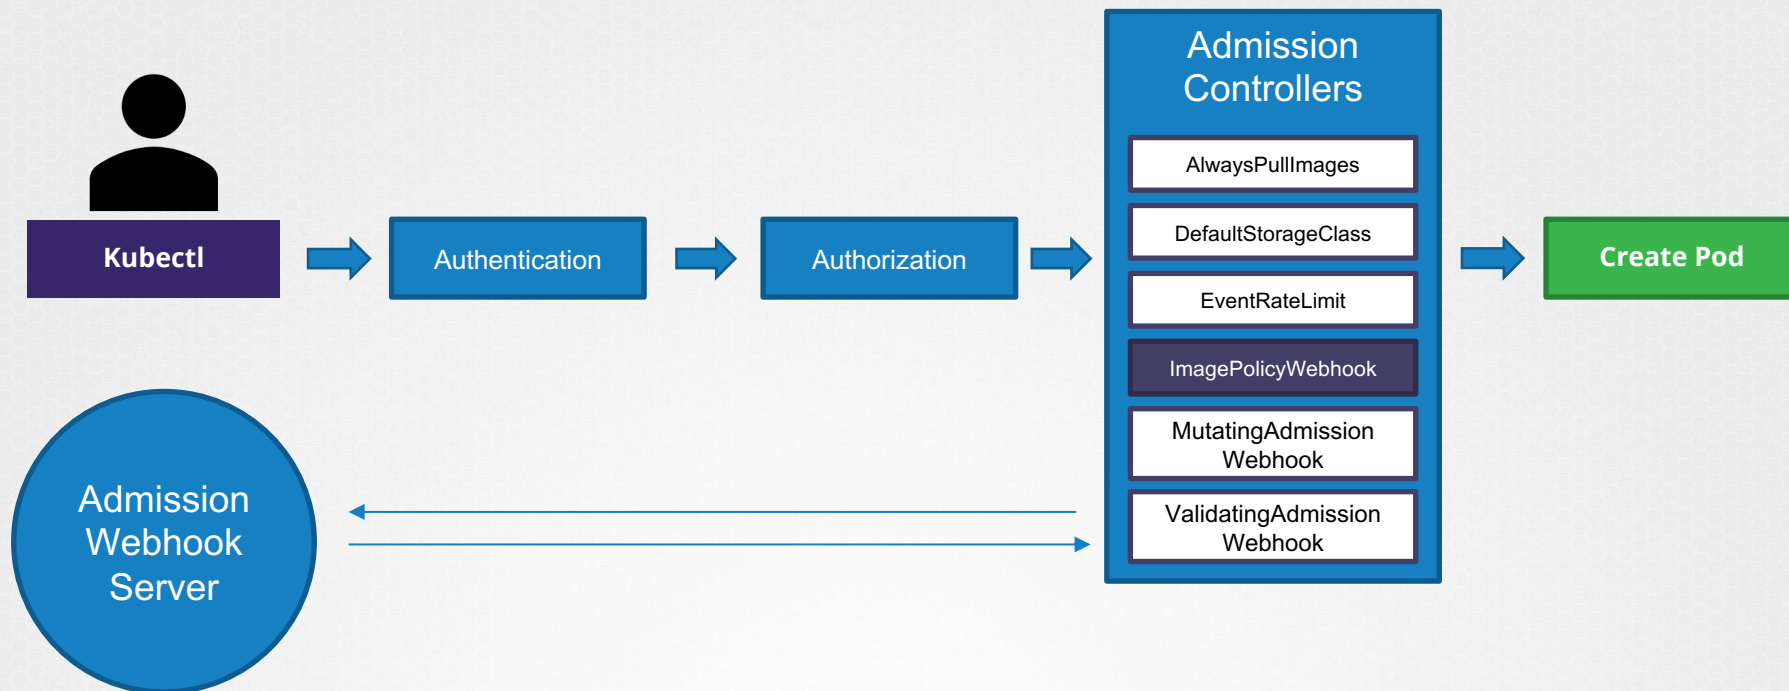 Kubectl
Authentication
Authorization
Admission
Controllers
AlwaysPullImages
DefaultStorageClass
EventRateLimit
ImagePolicyWebhook
MutatingAdmission
Webhook
ValidatingAdmission
Webhook
Create Pod
Admission
Webhook
Server